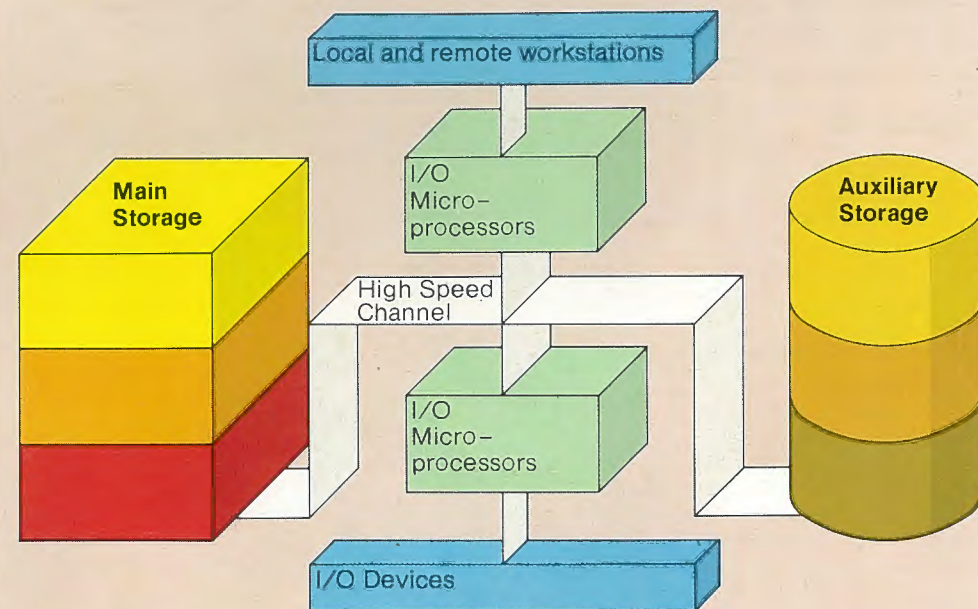 Local and remote workstations
I/O
Micro-
processors
Main
Storage
Auxiliary
Storage
High Speed
Channel
I/O
Micro-
processors
I/O Devices